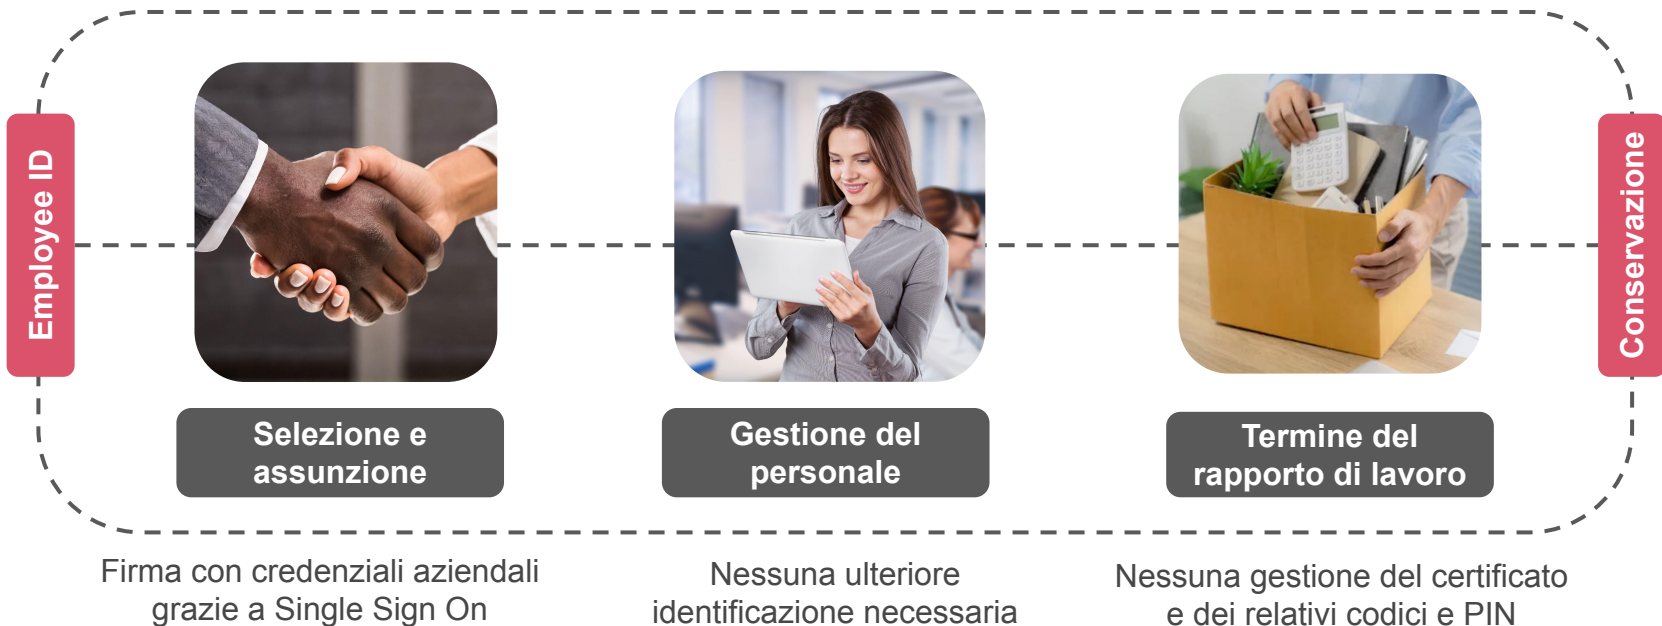 Employee ID
Selezione e
assunzione
Gestione del
personale
Termine del
rapporto di lavoro
Conservazione
Firma con credenziali aziendali
grazie a Single Sign On
Nessuna ulteriore
identificazione necessaria
Nessuna gestione del certificato
e dei relativi codici e PIN